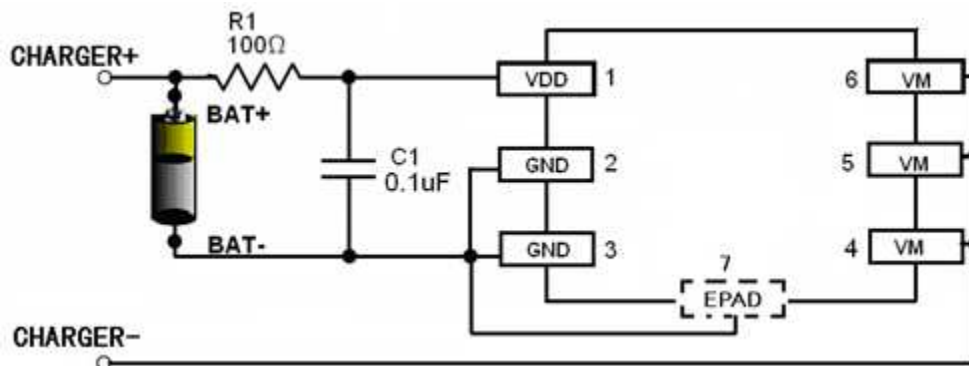 R1
100Ω
CHARGER+
BAT+
C1
0.1uF
BAT-
CHARGER-
VDD 1
GND 2
GND 3
6 VM
5 VM
4 VM
7
EPAD